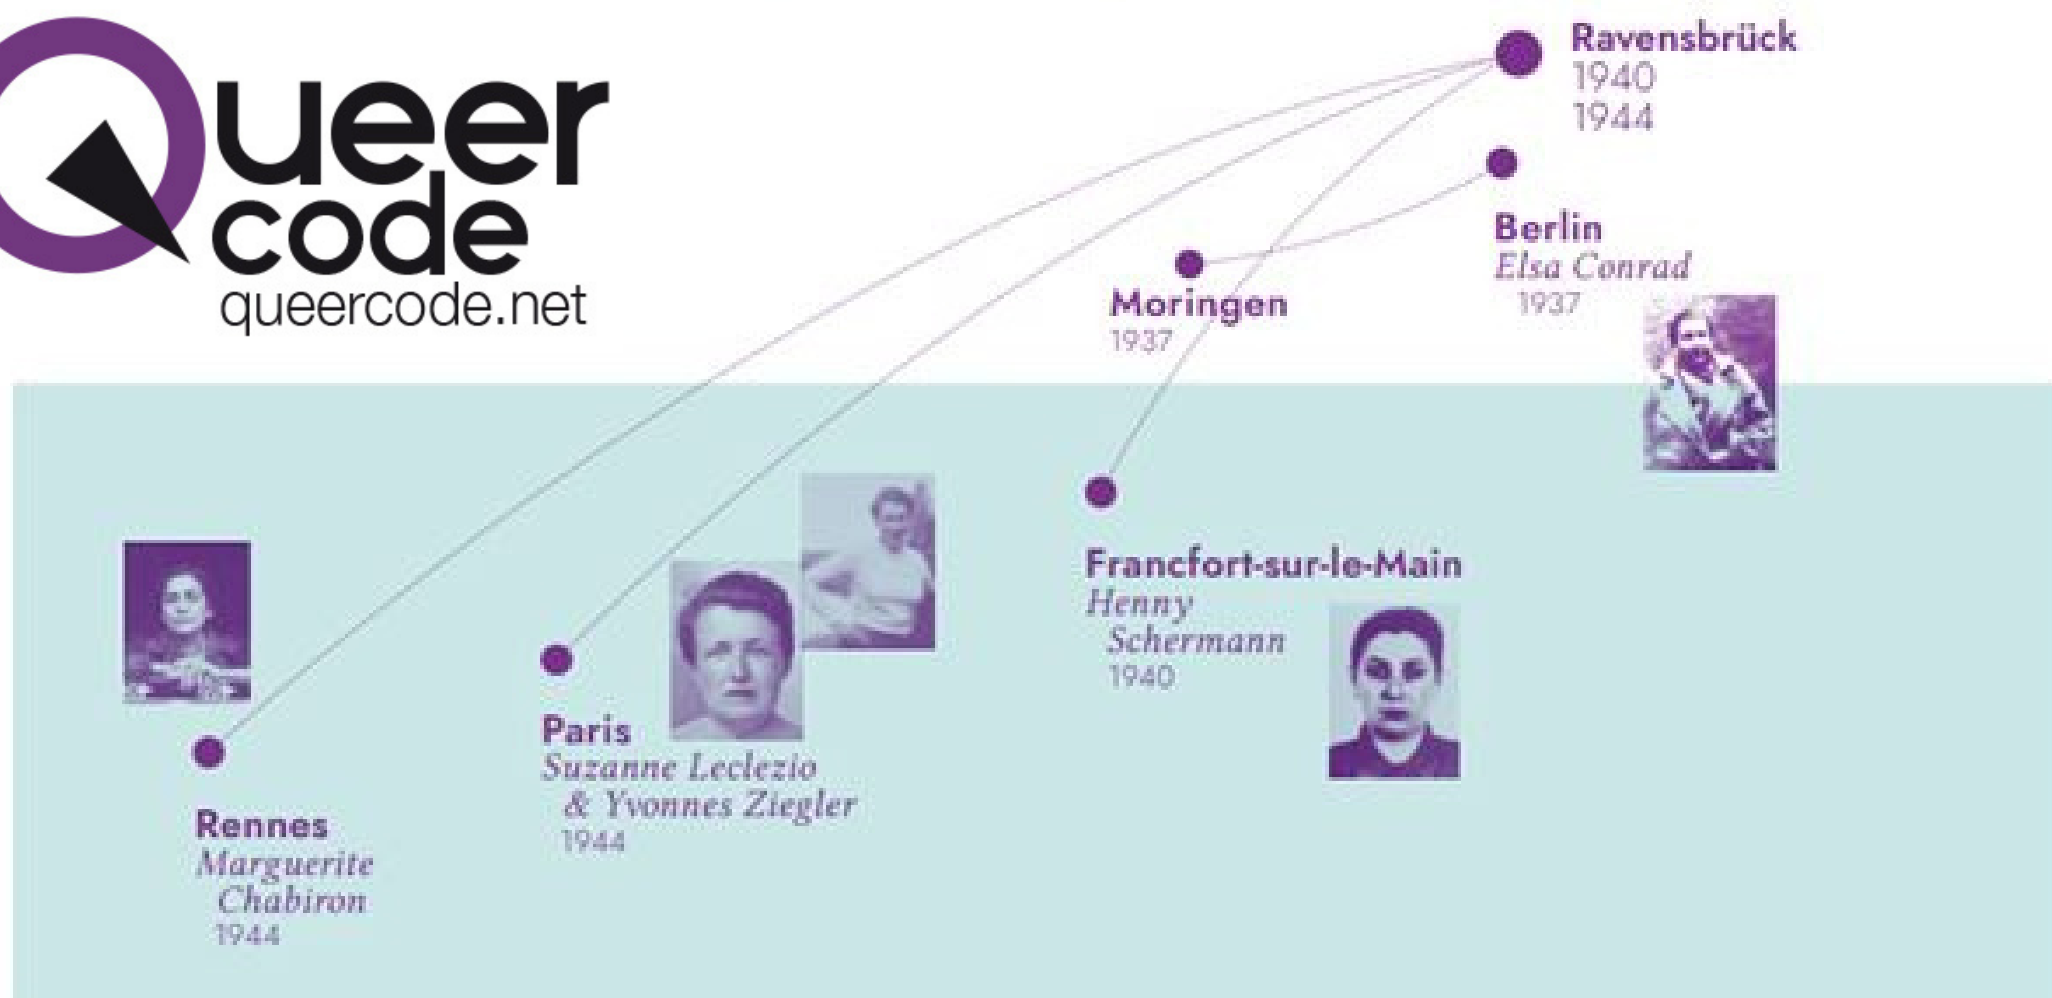 Queer
code
queercode.net
Ravensbrück
1940
1944
Berlin
Elsa Conrad
1937
Moringen
1937
Francfort-sur-le-Main
Henny
Schermann
1940
Paris
Suzanne Leclezio
& Yvonnes Ziegler
1944
Rennes
Marguerite
Chabiron
1944